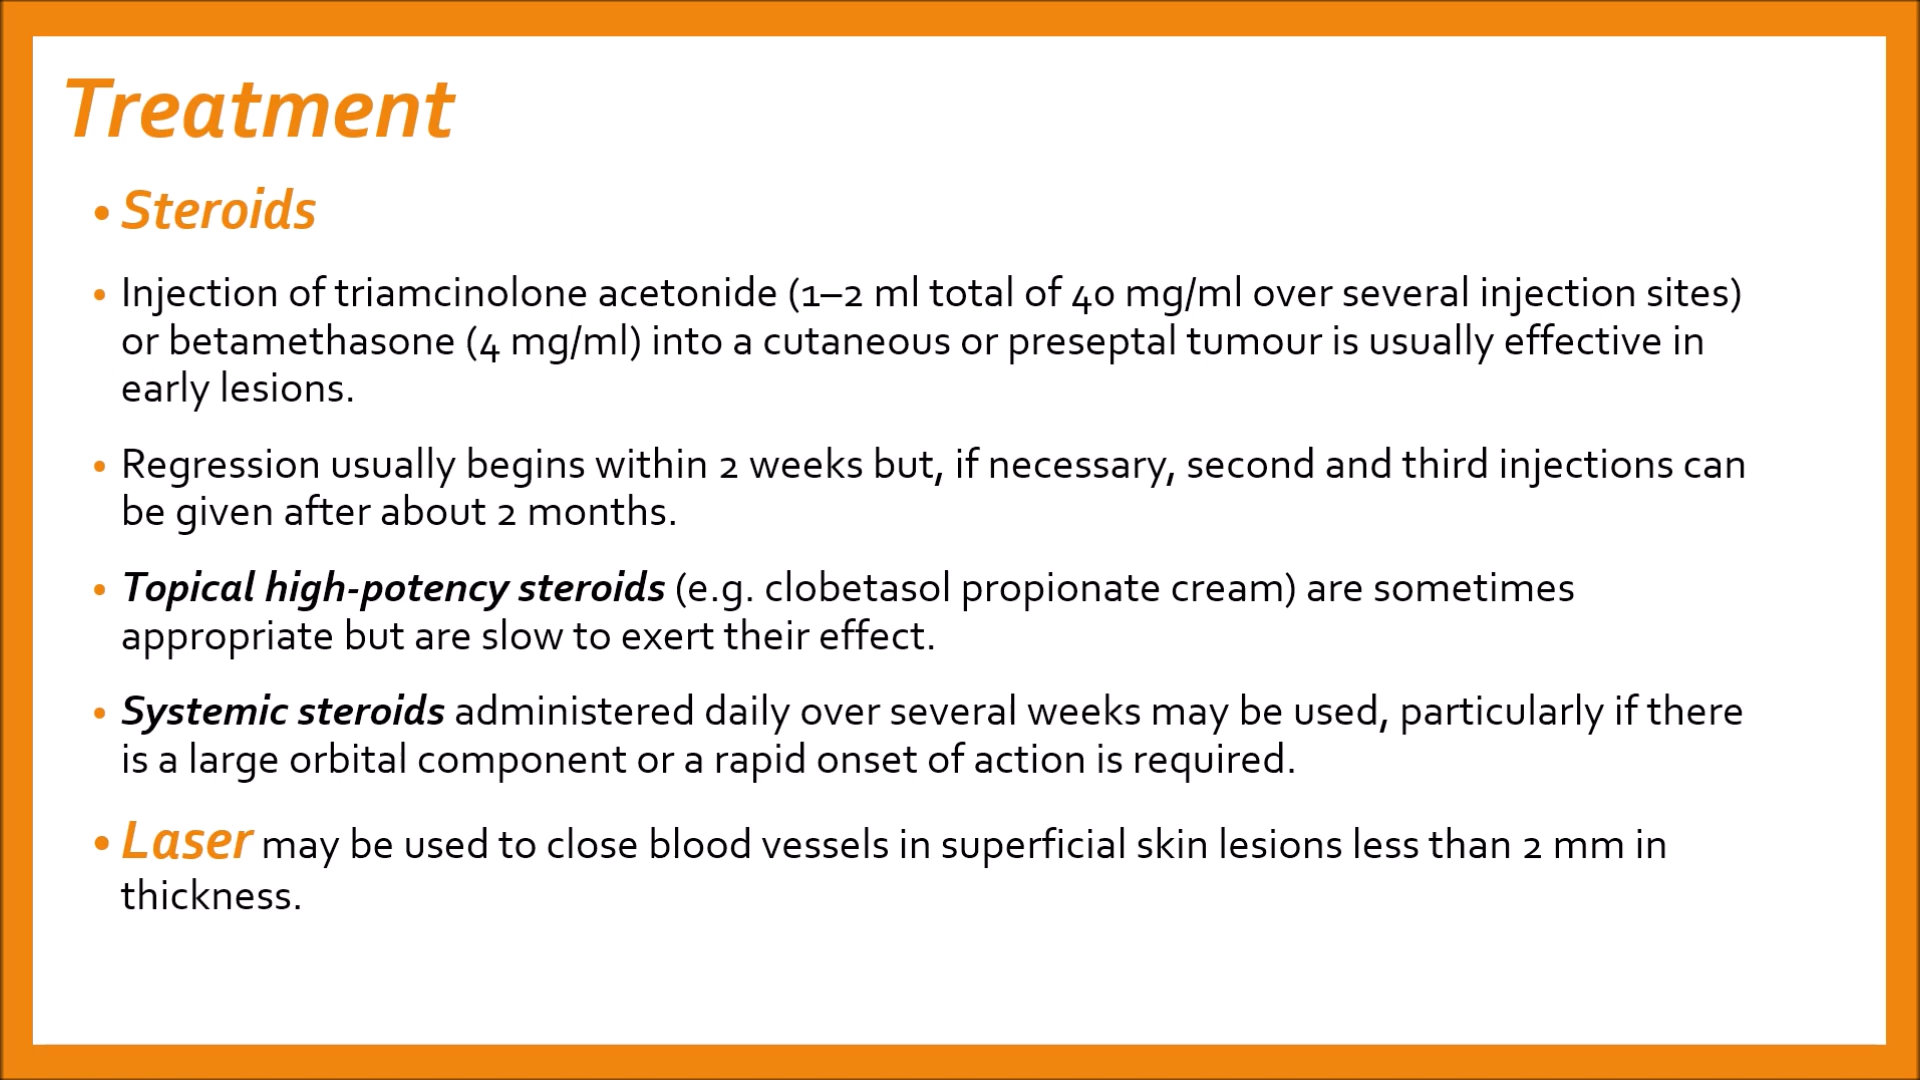 Treatment
• Steroids
• Injection of triamcinolone acetonide (1–2 ml total of 40 mg/ml over several injection sites)
or betamethasone (4 mg/ml) into a cutaneous or preseptal tumour is usually effective in
early lesions.
• Regression usually begins within 2 weeks but, if necessary, second and third injections can
be given after about 2 months.
• Topical high-potency steroids (e.g. clobetasol propionate cream) are sometimes
appropriate but are slow to exert their effect.
• Systemic steroids administered daily over several weeks may be used, particularly if there
is a large orbital component or a rapid onset of action is required.
• Laser may be used to close blood vessels in superficial skin lesions less than 2 mm in
thickness.